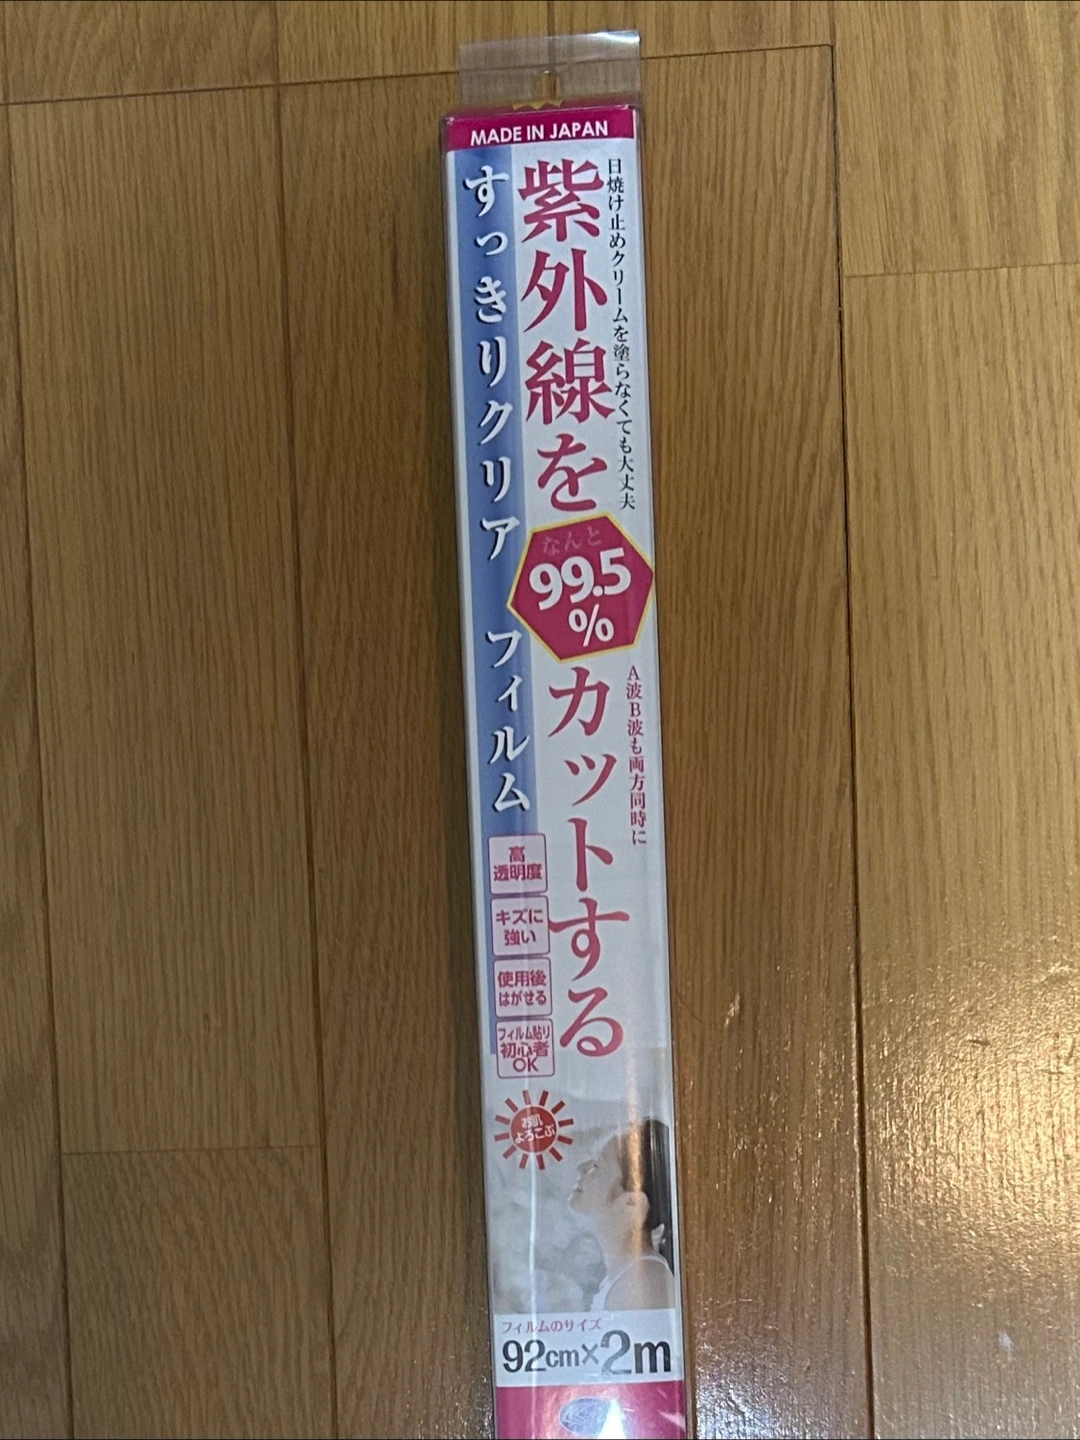 MADE IN JAPAN
日焼け止めクリームを塗らなくても大丈夫
紫外線を
なんと
99.5
%
カットする
A波B波も両方同時に
すっきりクリア フィルム
高
透明度
キズに
強い
使用後
はがせる
フィルム貼り
初心者
OK
お肌
よろこぶ
フィルムのサイズ
92cm×2m